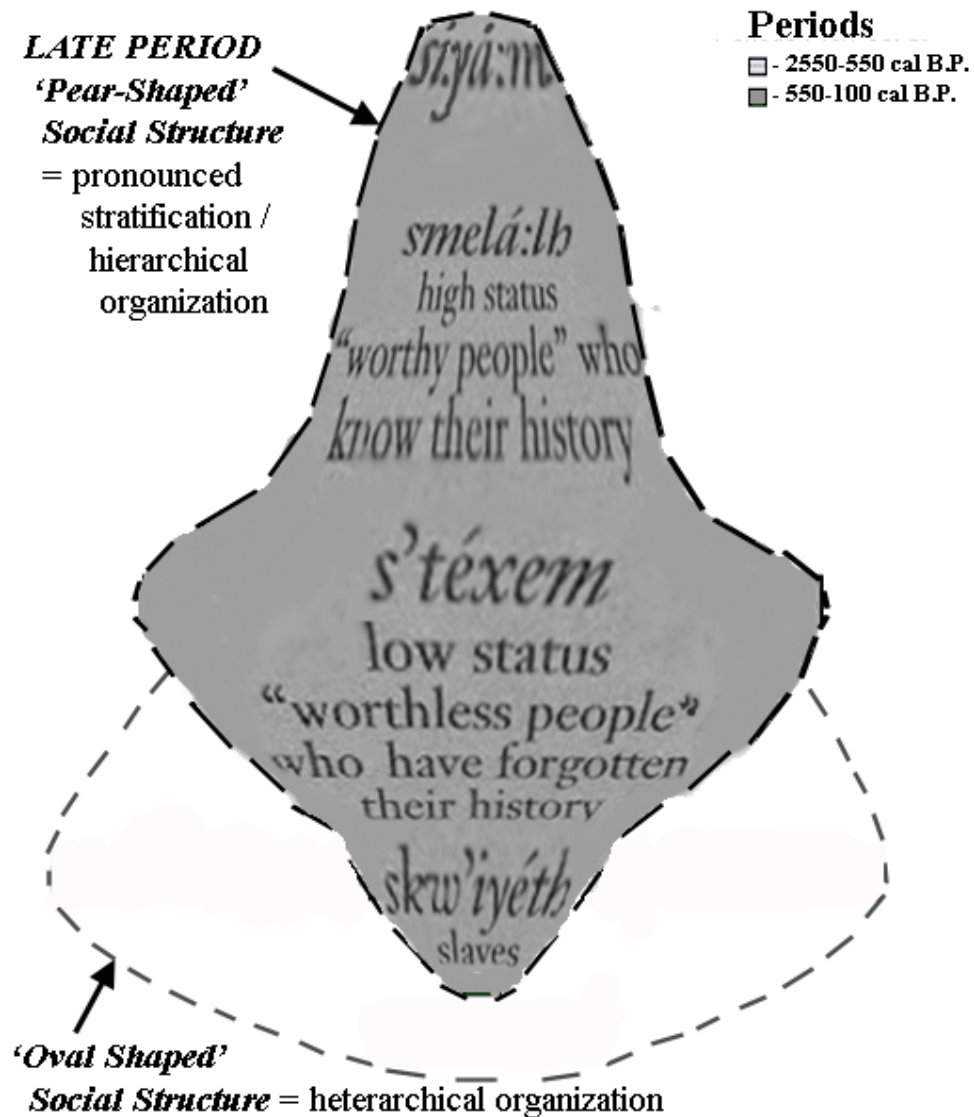 LATE PERIOD
‘Pear-Shaped’
Social Structure
= pronounced
stratification /
hierarchical
organization
Periods
- 2550-550 cal B.P.
- 550-100 cal B.P.
sí:yá:m
smelá:lh
high status
“worthy people” who
know their history
s’téxem
low status
“worthless people”
who have forgotten
their history
skw’iyéth
slaves
‘Oval Shaped’
Social Structure = heterarchical organization